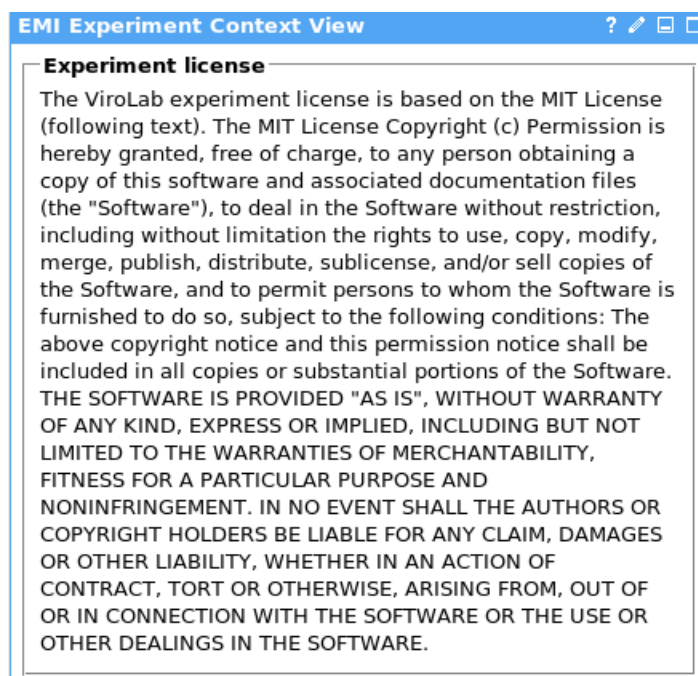 EMI Experiment Context View ?
Experiment license
The ViroLab experiment license is based on the MIT License
(following text). The MIT License Copyright (c) Permission is
hereby granted, free of charge, to any person obtaining a
copy of this software and associated documentation files
(the "Software"), to deal in the Software without restriction,
including without limitation the rights to use, copy, modify,
merge, publish, distribute, sublicense, and/or sell copies of
the Software, and to permit persons to whom the Software is
furnished to do so, subject to the following conditions: The
above copyright notice and this permission notice shall be
included in all copies or substantial portions of the Software.
THE SOFTWARE IS PROVIDED "AS IS", WITHOUT WARRANTY
OF ANY KIND, EXPRESS OR IMPLIED, INCLUDING BUT NOT
LIMITED TO THE WARRANTIES OF MERCHANTABILITY,
FITNESS FOR A PARTICULAR PURPOSE AND
NONINFRINGEMENT. IN NO EVENT SHALL THE AUTHORS OR
COPYRIGHT HOLDERS BE LIABLE FOR ANY CLAIM, DAMAGES
OR OTHER LIABILITY, WHETHER IN AN ACTION OF
CONTRACT, TORT OR OTHERWISE, ARISING FROM, OUT OF
OR IN CONNECTION WITH THE SOFTWARE OR THE USE OR
OTHER DEALINGS IN THE SOFTWARE.